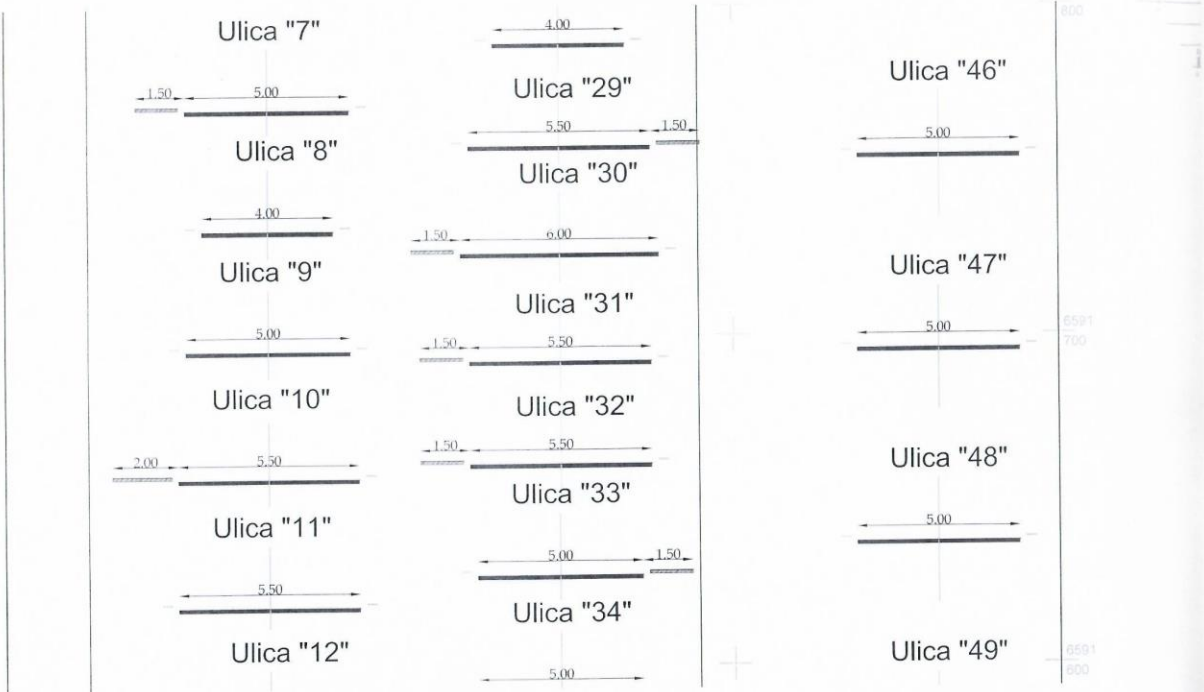 Ulica "7"
1.50 5.00
Ulica "8"
4.00
Ulica "9"
5.00
Ulica "10"
2.00 5.50
Ulica "11"
5.50
Ulica "12"
4.00
Ulica "29"
5.50 1.50
Ulica "30"
1.50 6.00
Ulica "31"
1.50 5.50
Ulica "32"
1.50 5.50
Ulica "33"
5.00 1.50
Ulica "34"
5.00
Ulica "46"
5.00
Ulica "47"
5.00
Ulica "48"
5.00
Ulica "49"
800
6591
700
6591
600